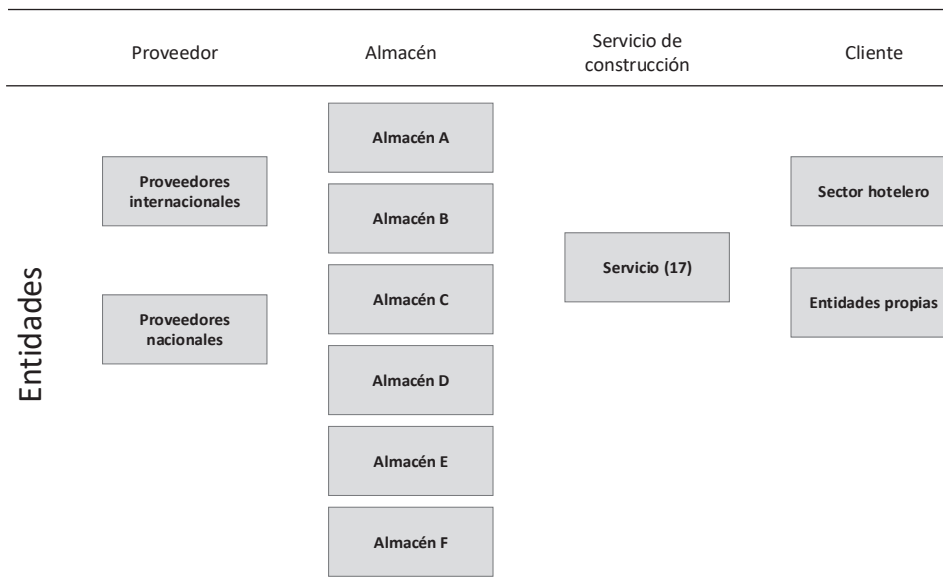 Proveedor
Almacén
Servicio de
construcción
Cliente
Entidades
Proveedores
internacionales
Proveedores
nacionales
Almacén A
Almacén B
Almacén C
Almacén D
Almacén E
Almacén F
Servicio (17)
Sector hotelero
Entidades propias